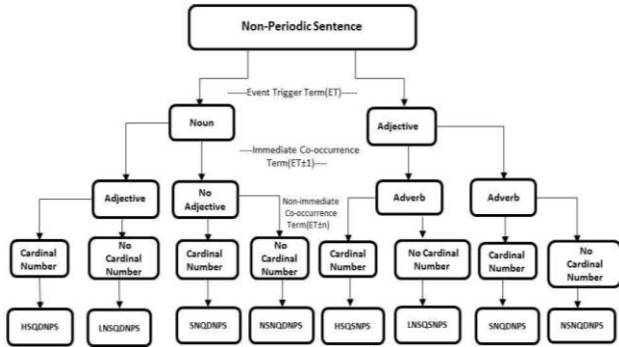 Non-Periodic Sentence
-----Event Trigger Term(ET)-----
Noun
Adjective
----Immediate Co-occurrence
Term(ET±1)----
Adjective
No
Adjective
Non-immediate
Co-occurrence
Term(ET±n)
Adverb
Adverb
Cardinal
Number
No
Cardinal
Number
Cardinal
Number
No
Cardinal
Number
Cardinal
Number
No Cardinal
Number
Cardinal
Number
No
Cardinal
Number
HSQDNPS
LNSQDNPS
SNQDNPS
NSNQDNPS
HSQSNPS
LNSQSNPS
SNQDNPS
NSNQDNPS